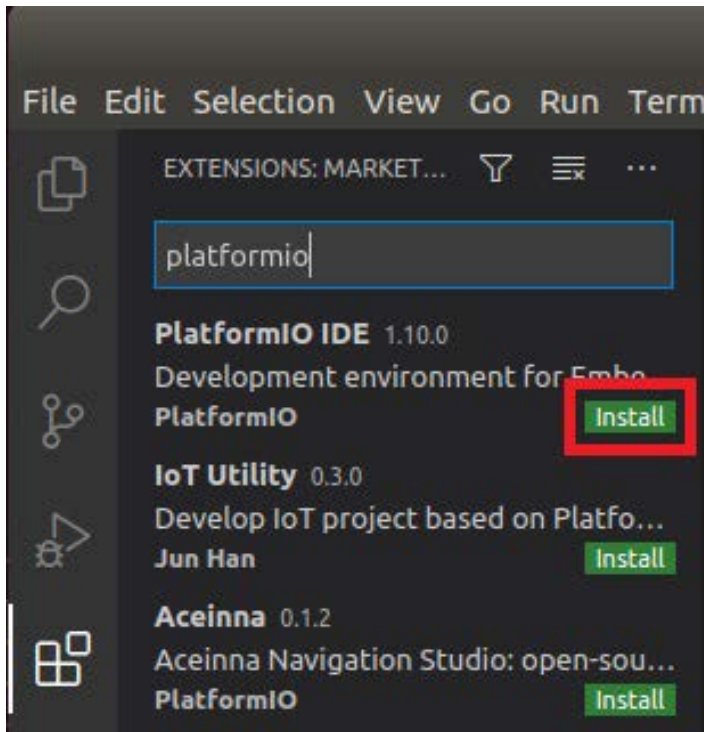 File Edit Selection View Go Run Term
EXTENSIONS: MARKET...
platformio
PlatformIO IDE 1.10.0
Development environment for Embe...
PlatformIO Install
IoT Utility 0.3.0
Develop IoT project based on Platfo...
Jun Han Install
Aceinna 0.1.2
Aceinna Navigation Studio: open-sou...
PlatformIO Install